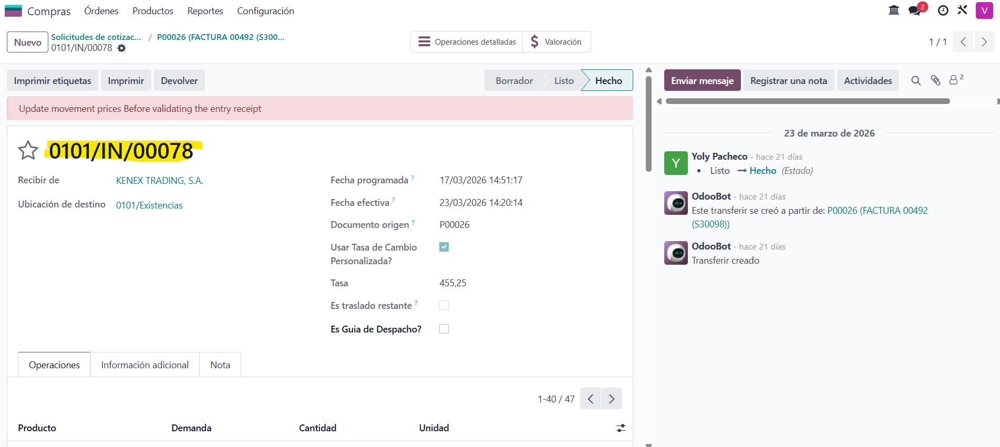 Compras Órdenes Productos Reportes Configuración 2 V
Nuevo Solicitudes de cotizac... / P00026 (FACTURA 00492 (S300...
0101/IN/00078
Operaciones detalladas $ Valoración
1 / 1
Imprimir etiquetas Imprimir Devolver Borrador Listo Hecho
Update movement prices Before validating the entry receipt
0101/IN/00078
Recibir de KENEX TRADING, S.A.
Ubicación de destino 0101/Existencias
Fecha programada ? 17/03/2026 14:51:17
Fecha efectiva ? 23/03/2026 14:20:14
Documento origen ? P00026
Usar Tasa de Cambio
Personalizada?
Tasa 455,25
Es traslado restante ?
Es Guia de Despacho?
Operaciones Información adicional Nota
1-40 / 47
Producto Demanda Cantidad Unidad
Enviar mensaje Registrar una nota Actividades 2
23 de marzo de 2026
Y
Yoly Pacheco - hace 21 días
• Listo → Hecho (Estado)
OdooBot - hace 21 días
Este transferir se creó a partir de: P00026 (FACTURA 00492
(S30098))
OdooBot - hace 21 días
Transferir creado